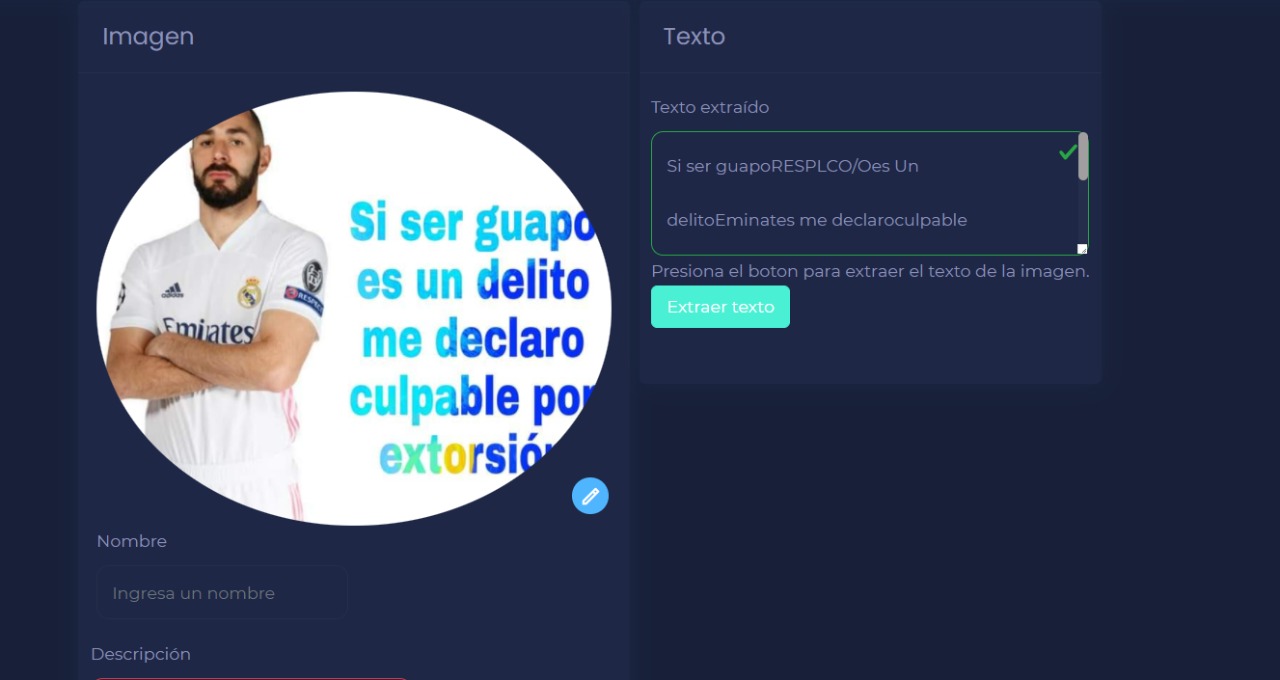 Imagen
Si ser guapo
es un delito
me declaro
culpable por
extorsión
adidas
RESPECT
Emirates
Nombre
Ingresa un nombre
Descripción
Texto
Texto extraído
Si ser guapoRESPLCO/Oes Un
delitoEminates me declaroculpable
Presiona el boton para extraer el texto de la imagen.
Extraer texto